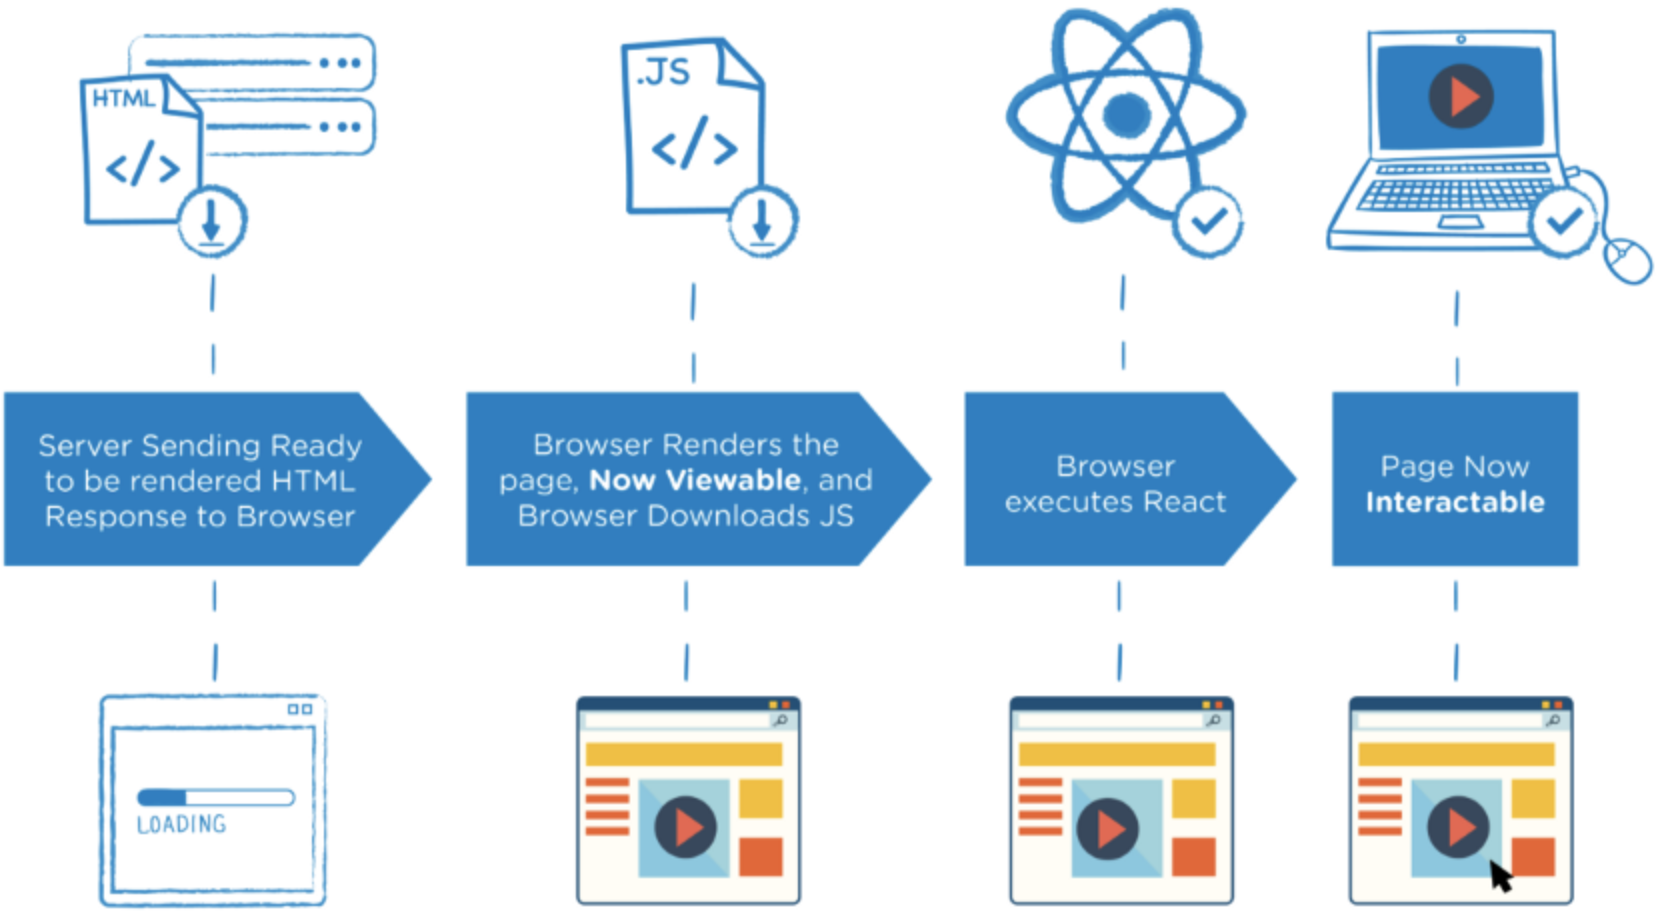 HTML
</>
.JS
</>
Server Sending Ready
to be rendered HTML
Response to Browser
Browser Renders the
page, Now Viewable, and
Browser Downloads JS
Browser
executes React
Page Now
Interactable
LOADING